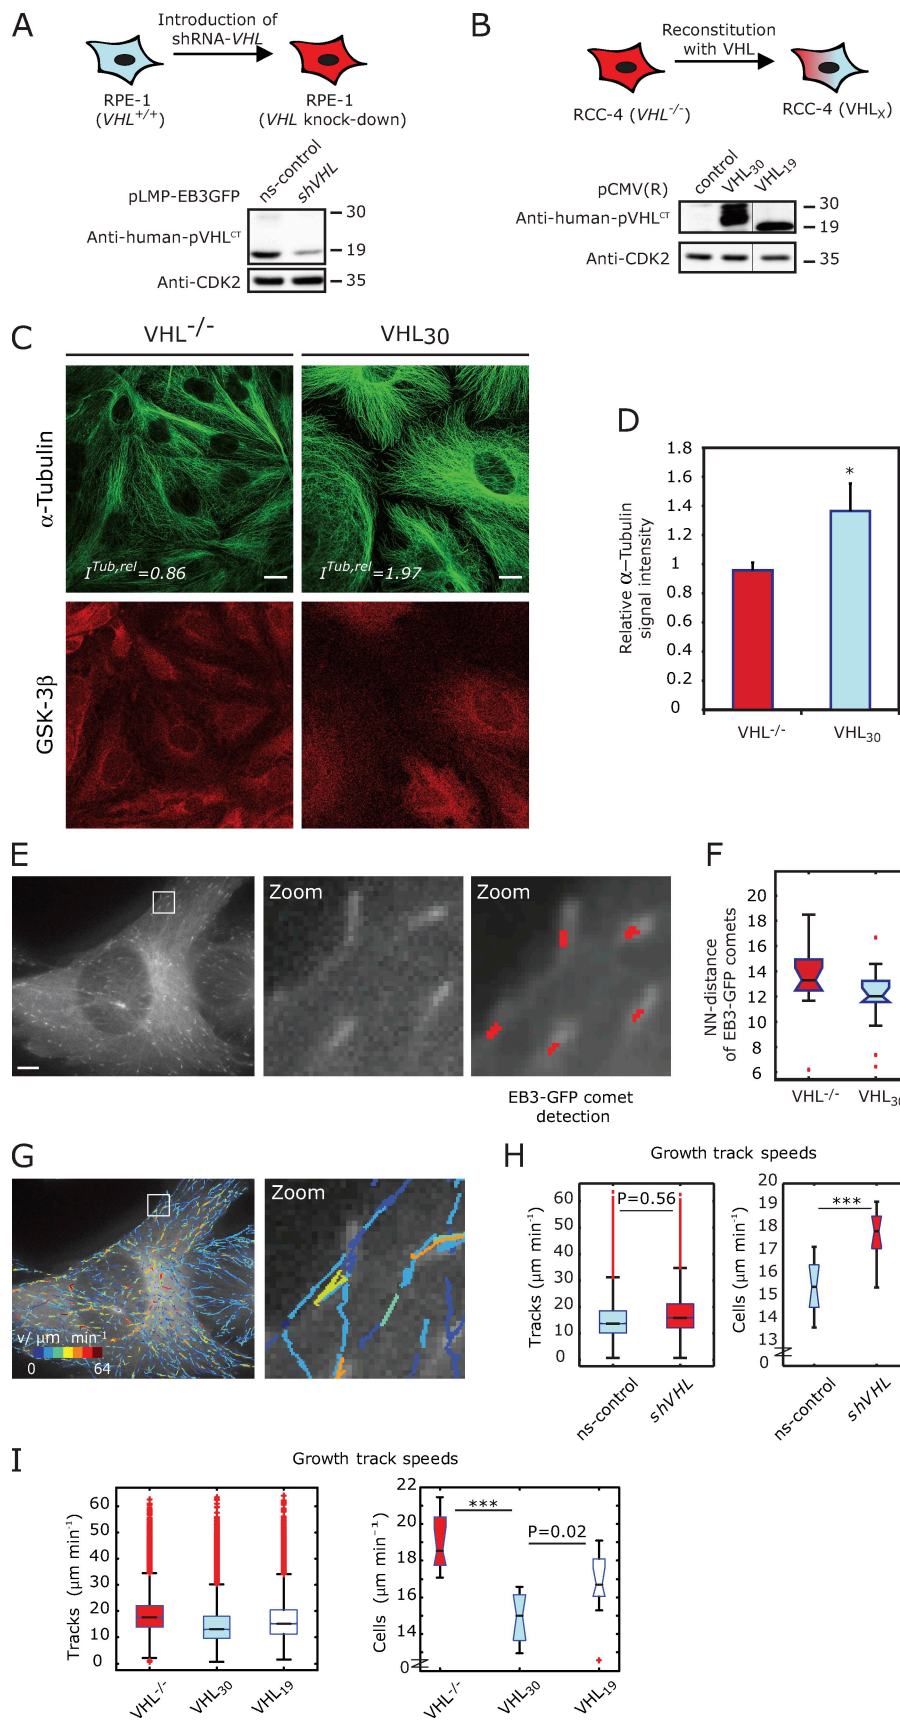 A
Introduction of
shRNA-VHL
RPE-1
(VHL+/+)
RPE-1
(VHL knock-down)
ns-control
shVHL
pLMP-EB3GFP
Anti-human-pVHLCT
Anti-CDK2
30
19
35
B
Reconstitution
with VHL
RCC-4 (VHL-/-)
RCC-4 (VHLX)
control
VHL30
VHL19
pCMV(R)
Anti-human-pVHLCT
Anti-CDK2
30
19
35
C
VHL-/-
VHL30
α-Tubulin
ITub,rel=0.86
ITub,rel=1.97
GSK-3β
D
Relative α–Tubulin
signal intensity
1.8
1.6
1.4
1.2
1
0.8
0.6
0.4
0.2
0
*
VHL-/-
VHL30
E
Zoom
Zoom
EB3-GFP comet
detection
F
NN-distance
of EB3-GFP comets
20
18
16
14
12
10
8
6
VHL-/-
VHL30
G
v/ µm min-1
0
64
Zoom
H
Growth track speeds
Tracks (µm min-1)
60
50
40
30
20
10
0
P=0.56
ns-control
shVHL
Cells (µm min-1)
20
19
18
17
16
15
14
13
0
***
ns-control
shVHL
I
Growth track speeds
Tracks (µm min-1)
60
50
40
30
20
10
0
VHL-/-
VHL30
VHL19
Cells (µm min-1)
22
20
18
16
14
0
***
P=0.02
VHL-/-
VHL30
VHL19